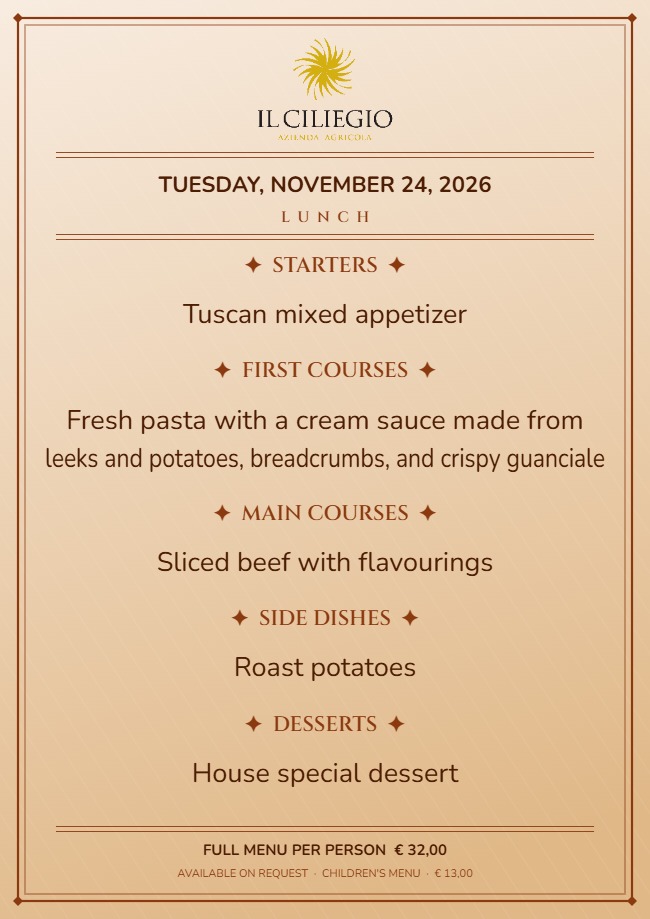 IL CILIEGIO
AZIENDA AGRICOLA
TUESDAY, NOVEMBER 24, 2026
LUNCH
✦ STARTERS ✦
Tuscan mixed appetizer
✦ FIRST COURSES ✦
Fresh pasta with a cream sauce made from
leeks and potatoes, breadcrumbs, and crispy guanciale
✦ MAIN COURSES ✦
Sliced beef with flavourings
✦ SIDE DISHES ✦
Roast potatoes
✦ DESSERTS ✦
House special dessert
FULL MENU PER PERSON € 32,00
AVAILABLE ON REQUEST · CHILDREN'S MENU · € 13,00